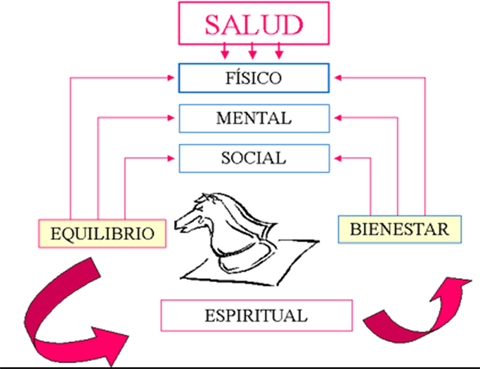 SALUD
FÍSICO
MENTAL
SOCIAL
EQUILIBRIO
BIENESTAR
ESPIRITUAL